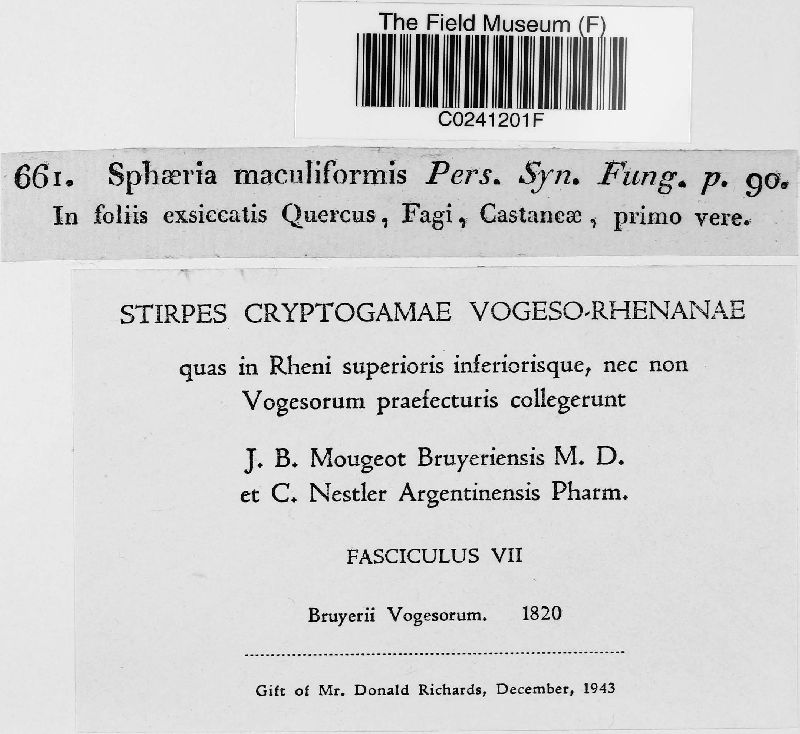 The Field Museum (F)
C0241201F
661. Sphæria maculiformis Pers. Syn. Fung. p. 90.
In foliis exsiccatis Quercus, Fagi, Castaneæ, primo vere.
STIRPES CRYPTOGAMAE VOGESO-RHENANAE
quas in Rheni superioris inferiorisque, nec non
Vogesorum praefecturis collegerunt
J. B. Mougeot Bruyeriensis M. D.
et C. Nestler Argentinensis Pharm.
FASCICULUS VII
Bruyerii Vogesorum. 1820
Gift of Mr. Donald Richards, December, 1943